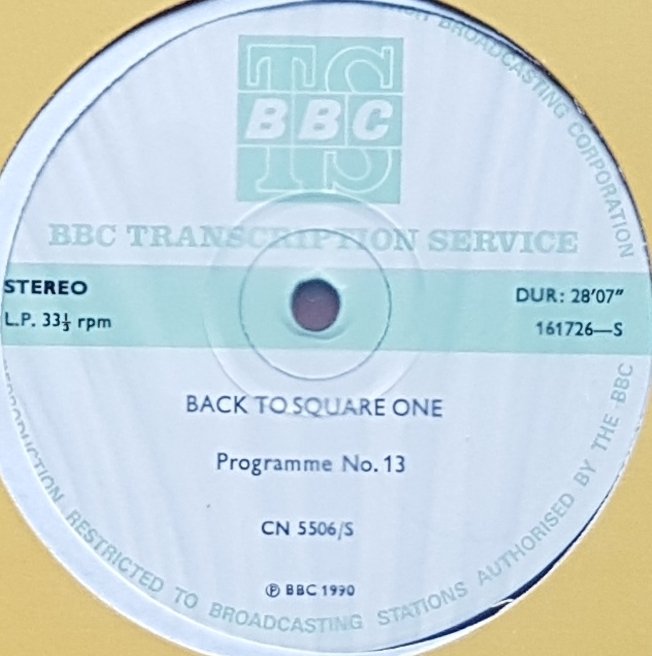 TS
BBC
BBC TRANSCRIPTION SERVICE
STEREO
L.P. 33⅓ rpm
DUR: 28′07″
161726—S
BACK TO SQUARE ONE
Programme No. 13
CN 5506/S
℗ BBC 1990
BROADCASTING CORPORATION
REPRODUCTION RESTRICTED TO BROADCASTING STATIONS AUTHORISED BY THE BBC